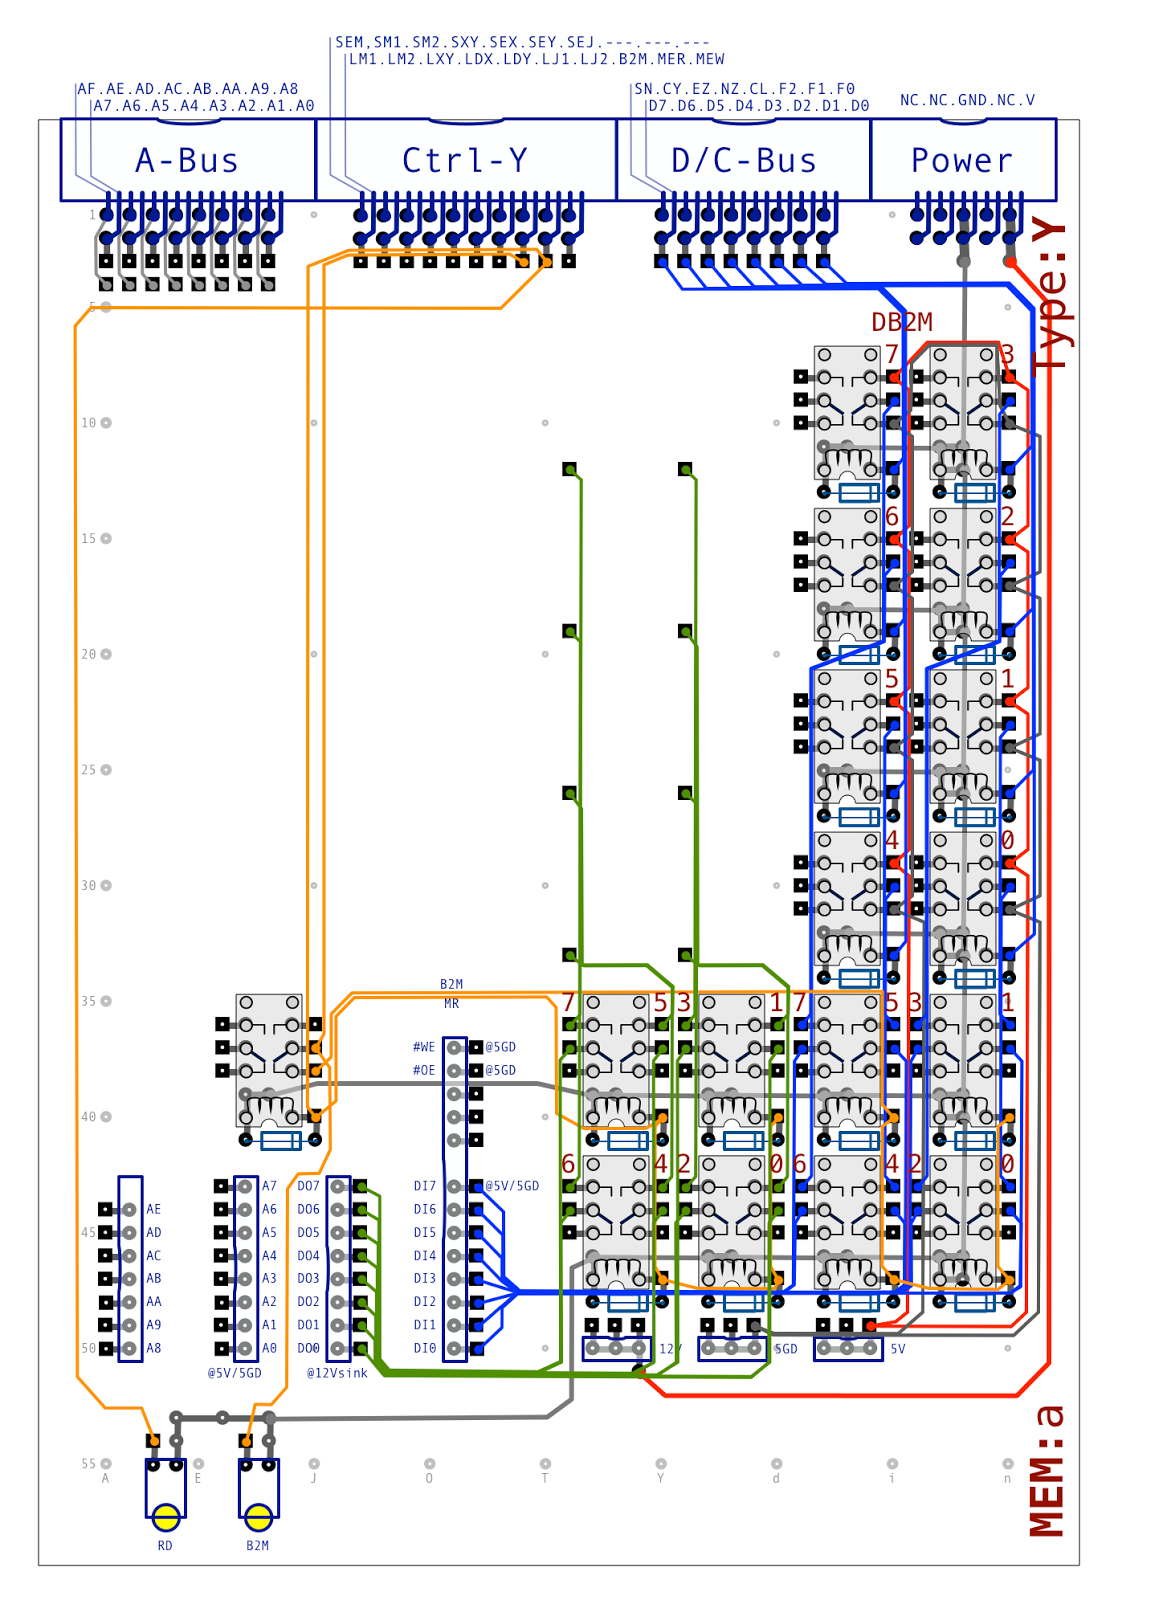 SEM,SM1.SM2.SXY.SEX.SEY.SEJ.---.---.---
LM1.LM2.LXY.LDX.LDY.LJ1.LJ2.B2M.MER.MEW
AF.AE.AD.AC.AB.AA.A9.A8
A7.A6.A5.A4.A3.A2.A1.A0
SN.CY.EZ.NZ.CL.F2.F1.F0
D7.D6.D5.D4.D3.D2.D1.D0
NC.NC.GND.NC.V
A-Bus
Ctrl-Y
D/C-Bus
Power
1
Type:Y
5
DB2M
7
3
10
6
2
15
5
1
20
4
0
25
30
B2M
35
MR
7
5
3
1
7
5
3
1
#WE
@5GD
#OE
@5GD
40
6
4
2
0
6
4
2
0
A7
DO7
DI7
@5V/5GD
AE
A6
DO6
DI6
45
AD
A5
DO5
DI5
AC
A4
DO4
DI4
AB
A3
DO3
DI3
AA
A2
DO2
DI2
A9
A1
DO1
DI1
50
A8
A0
DO0
DI0
12V
5GD
5V
@5V/5GD
@12Vsink
MEM:a
55
A
E
J
O
T
Y
d
i
n
RD
B2M